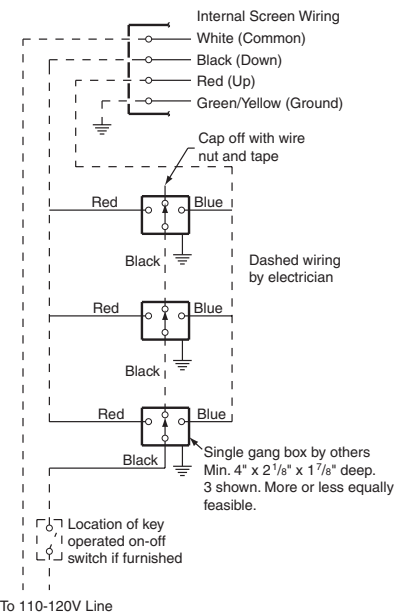 Internal Screen Wiring
White (Common)
Black (Down)
Red (Up)
Green/Yellow (Ground)
Cap off with wire
nut and tape
Red
Blue
Black
Dashed wiring
by electrician
Red
Blue
Black
Red
Blue
Black
Single gang box by others
Min. 4" x 2 1/8" x 1 7/8" deep.
3 shown. More or less equally
feasible.
Location of key
operated on-off
switch if furnished
To 110-120V Line